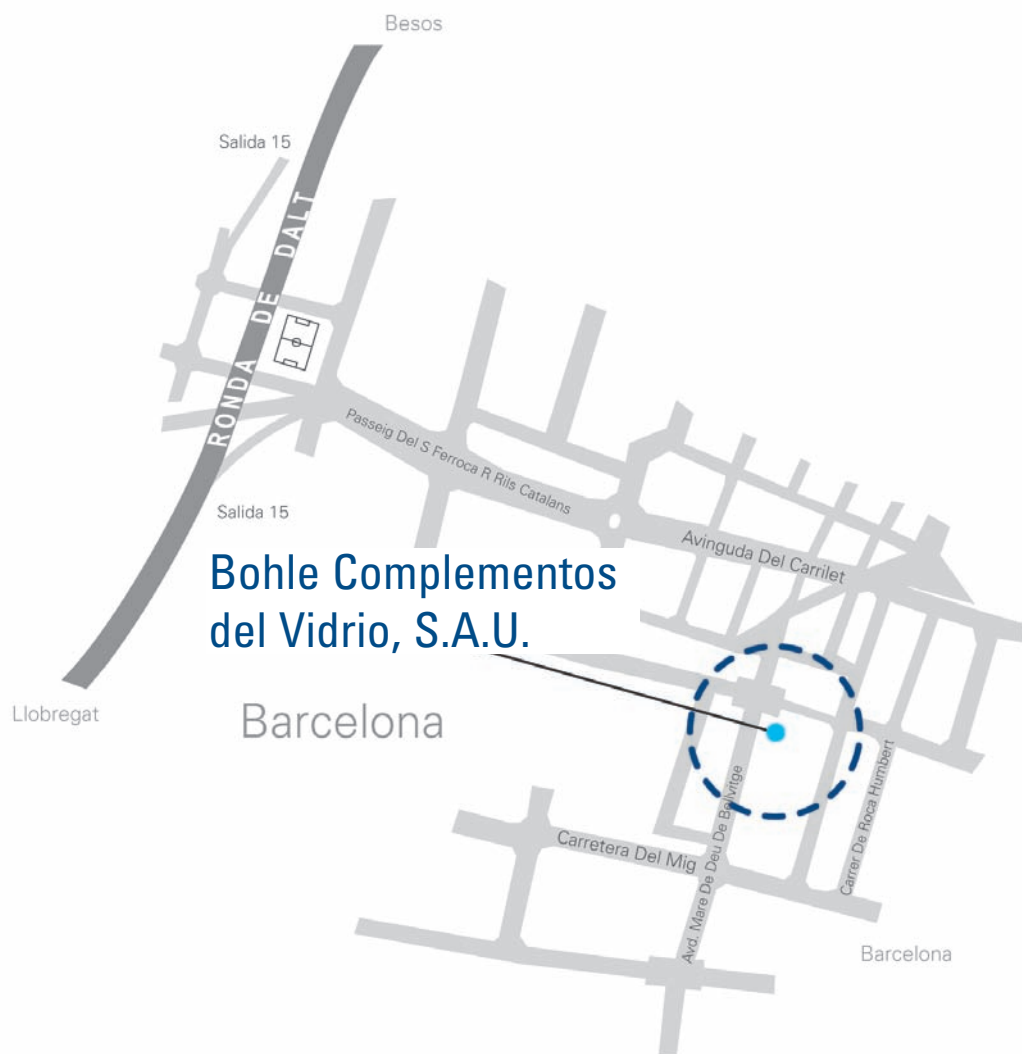 Besos
Salida 15
RONDA DE DALT
Passeig Del S Ferroca R Rils Catalans
Salida 15
Avinguda Del Carrilet
Bohle Complementos
del Vidrio, S.A.U.
Llobregat
Barcelona
Carretera Del Mig
Avd. Mare De Deu De Bellvitge
Carrer De Roca Humbert
Barcelona